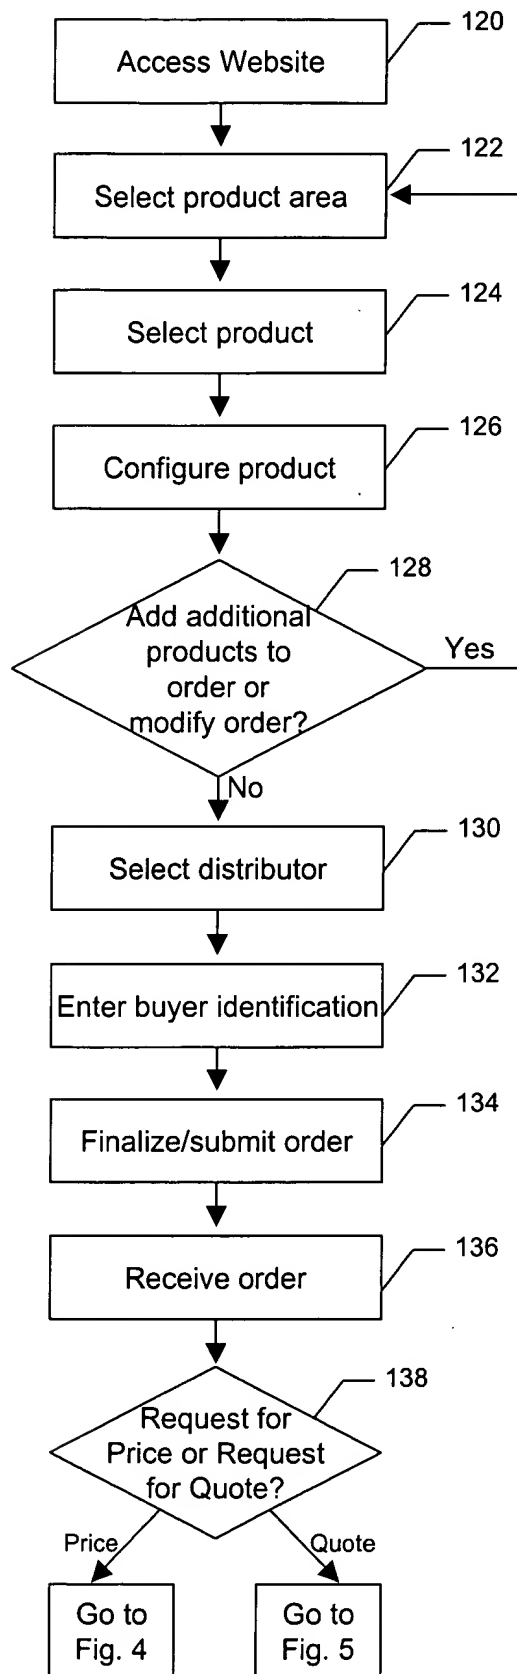 120
Access Website
122
Select product area
124
Select product
126
Configure product
128
Add additional
products to
order or
modify order?
Yes
No
130
Select distributor
132
Enter buyer identification
134
Finalize/submit order
136
Receive order
138
Request for
Price or Request
for Quote?
Price
Quote
Go to
Fig. 4
Go to
Fig. 5